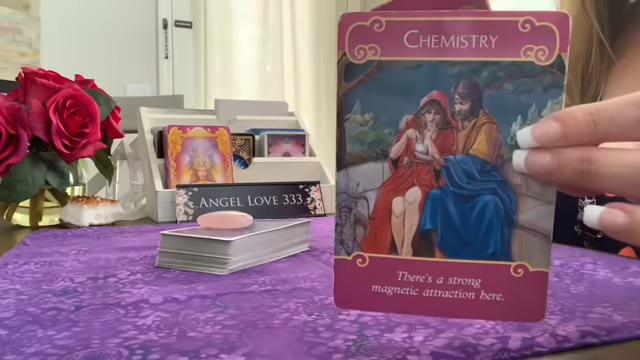 CHEMISTRY
ANGEL LOVE 333
There's a strong
magnetic attraction here.